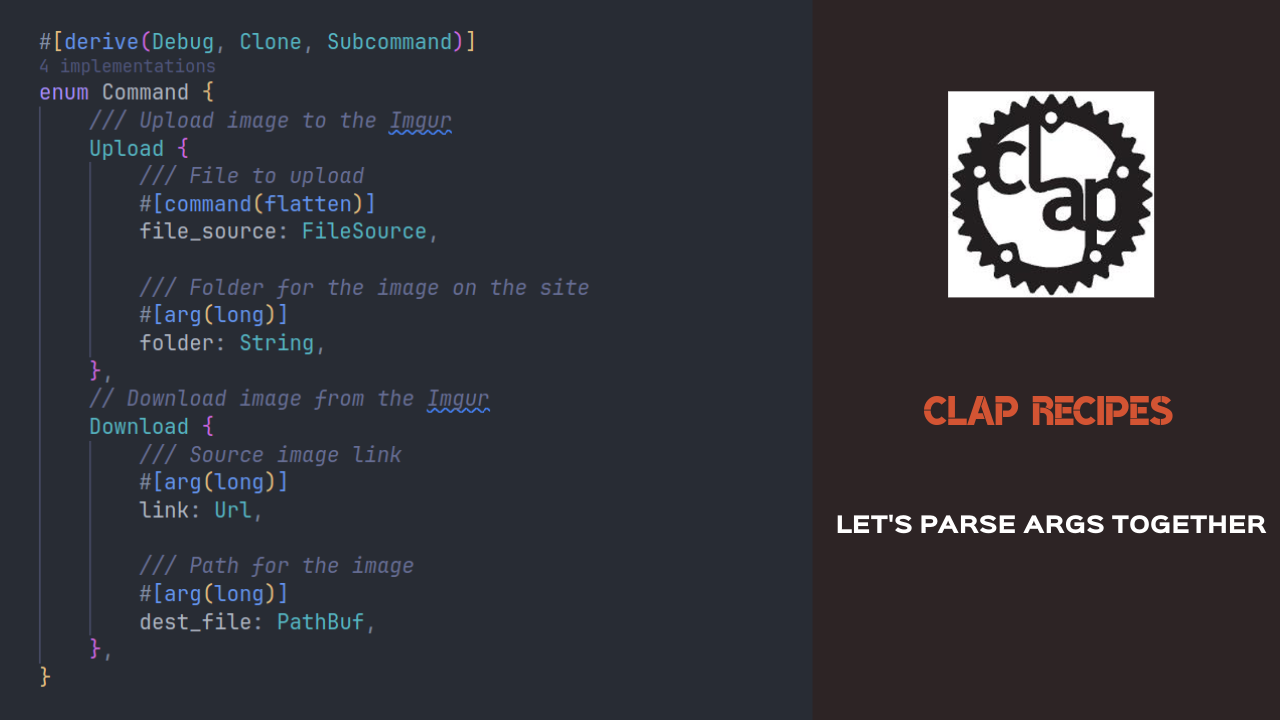 #[derive(Debug, Clone, Subcommand)]
4 implementations
enum Command {
    /// Upload image to the Imgur
    Upload {
        /// File to upload
        #[command(flatten)]
        file_source: FileSource,

        /// Folder for the image on the site
        #[arg(long)]
        folder: String,
    },
    // Download image from the Imgur
    Download {
        /// Source image link
        #[arg(long)]
        link: Url,

        /// Path for the image
        #[arg(long)]
        dest_file: PathBuf,
    },
}
clap
CLAP RECIPES
LET'S PARSE ARGS TOGETHER